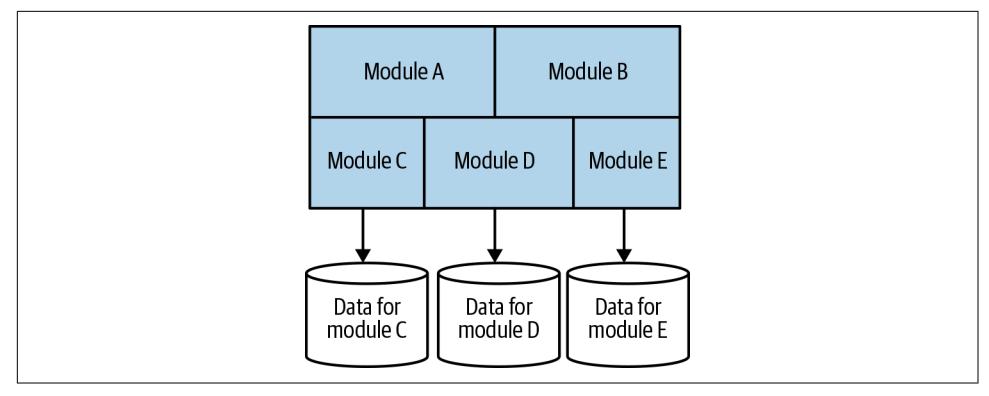 Module A
Module B
Module C
Module D
Module E
Data for
module C
Data for
module D
Data for
module E